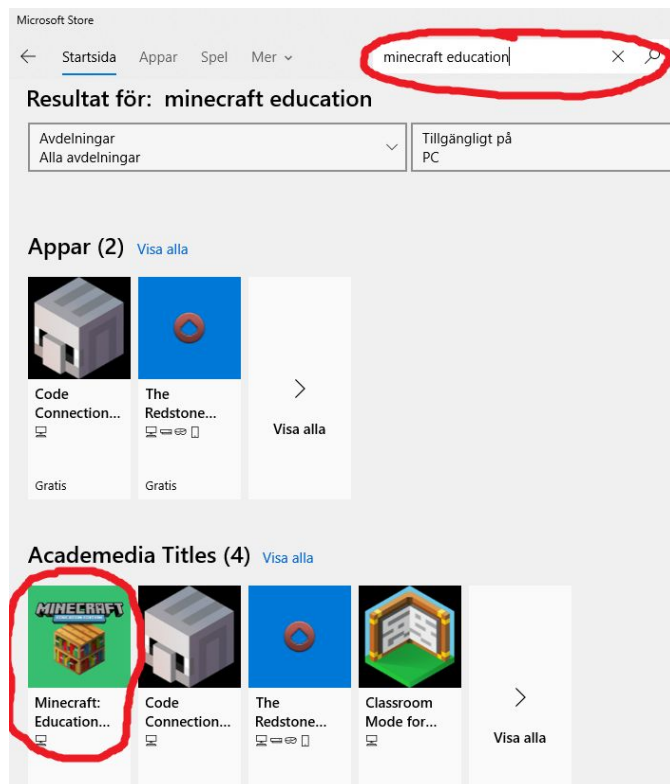 Microsoft Store
Startsida Appar Spel Mer
minecraft education
Resultat för: minecraft education
Avdelningar
Alla avdelningar
Tillgängligt på
PC
Appar (2) Visa alla
Code
Connection...
Gratis
The
Redstone...
Gratis
Visa alla
Academedia Titles (4) Visa alla
MINECRAFT
Minecraft:
Education...
Code
Connection...
The
Redstone...
Classroom
Mode for...
Visa alla